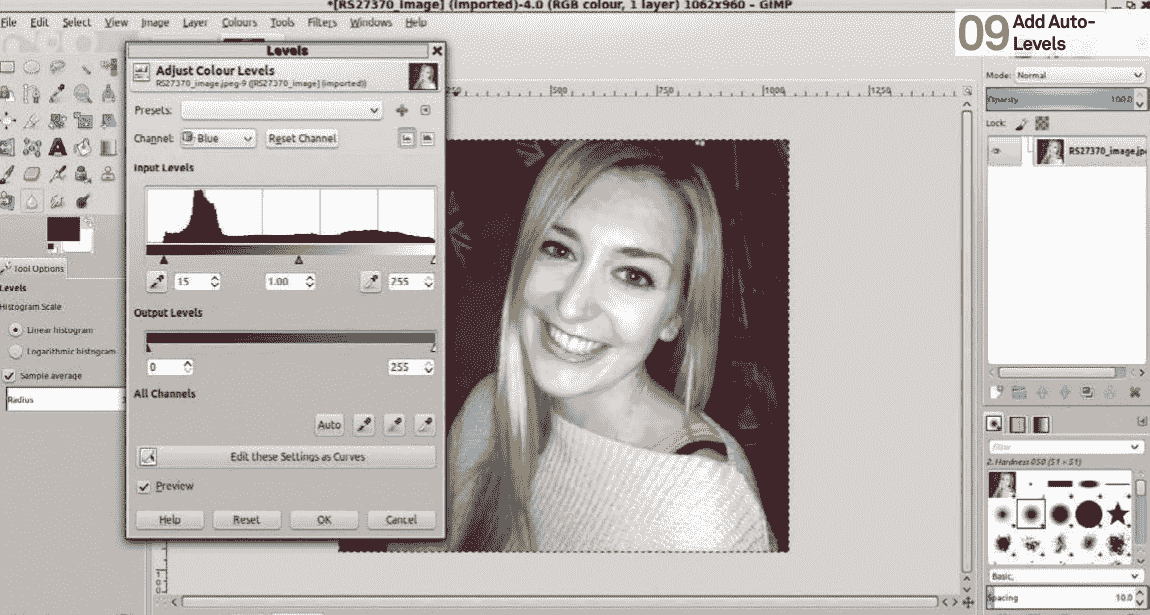 *[RS27370_image] (imported)-4.0 (RGB colour, 1 layer) 1062x960 – GIMP
File Edit Select View Image Layer Colours Tools Filters Windows Help
09 Add Auto-
Levels
Levels
Adjust Colour Levels
RS27370_image.jpeg-9 ([RS27370_image] (imported))
Presets:
Channel: Blue Reset Channel
Input Levels
15 1.00 255
Output Levels
0 255
All Channels
Auto
Edit these Settings as Curves
Preview
Help Reset OK Cancel
Tool Options
Levels
Histogram Scale
Linear histogram
Logarithmic histogram
Sample average
Radius
250 500 750 1000 1250
Mode: Normal
Opacity 100.0
Lock:
RS27370_image.jp
Filter
2. Hardness 050 (51 × 51)
Basic,
Spacing 10.0